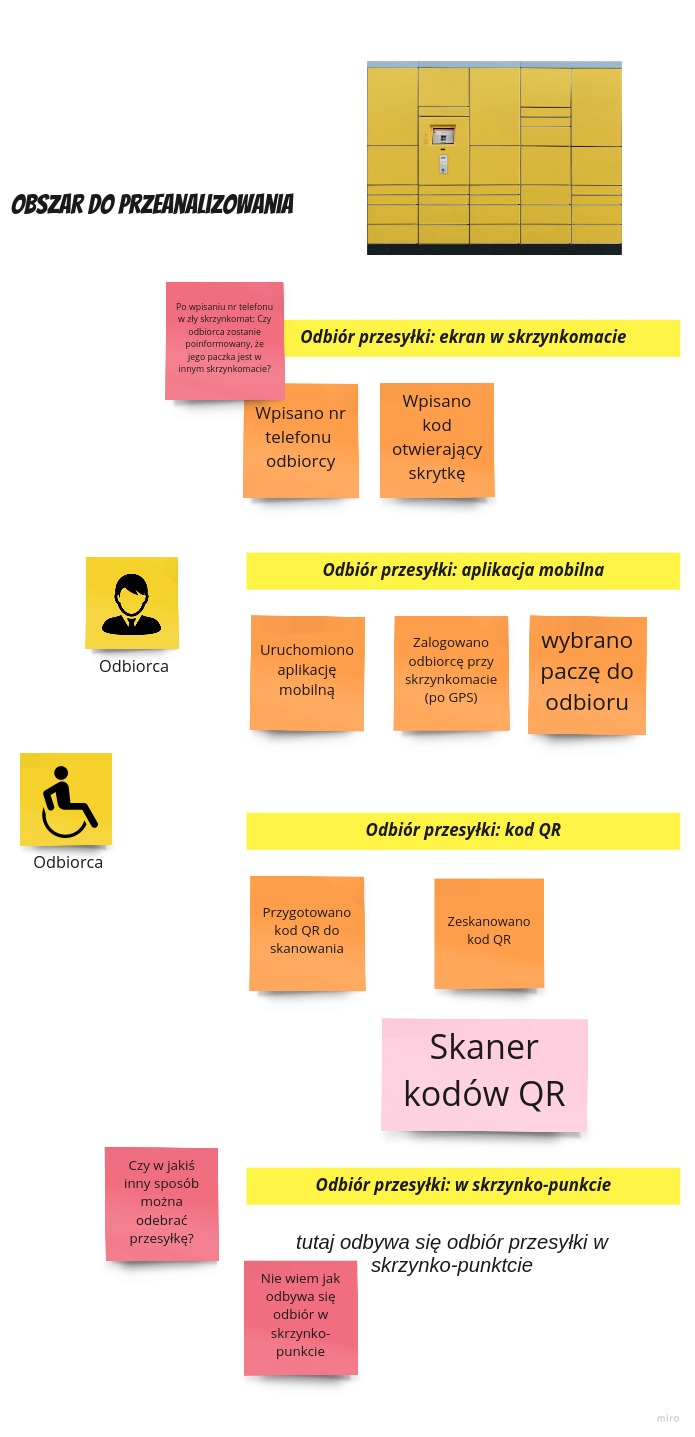 OBSZAR DO PRZEANALIZOWANIA
Po wpisaniu nr telefonu
w zły skrzynkomat: Czy
odbiorca zostanie
poinformowany, że
jego paczka jest w
innym skrzynkomacie?
Odbiór przesyłki: ekran w skrzynkomacie
Wpisano nr
telefonu
odbiorcy
Wpisano
kod
otwierający
skrytkę
Odbiór przesyłki: aplikacja mobilna
Odbiorca
Uruchomiono
aplikację
mobilną
Zalogowano
odbiorcę przy
skrzynkomacie
(po GPS)
wybrano
paczę do
odbioru
Odbiorca
Odbiór przesyłki: kod QR
Przygotowano
kod QR do
skanowania
Zeskanowano
kod QR
Skaner
kodów QR
Czy w jakiś
inny sposób
można
odebrać
przesyłkę?
Odbiór przesyłki: w skrzynko-punkcie
tutaj odbywa się odbiór przesyłki w
skrzynko-punktcie
Nie wiem jak
odbywa się
odbiór w
skrzynko-
punkcie
miro